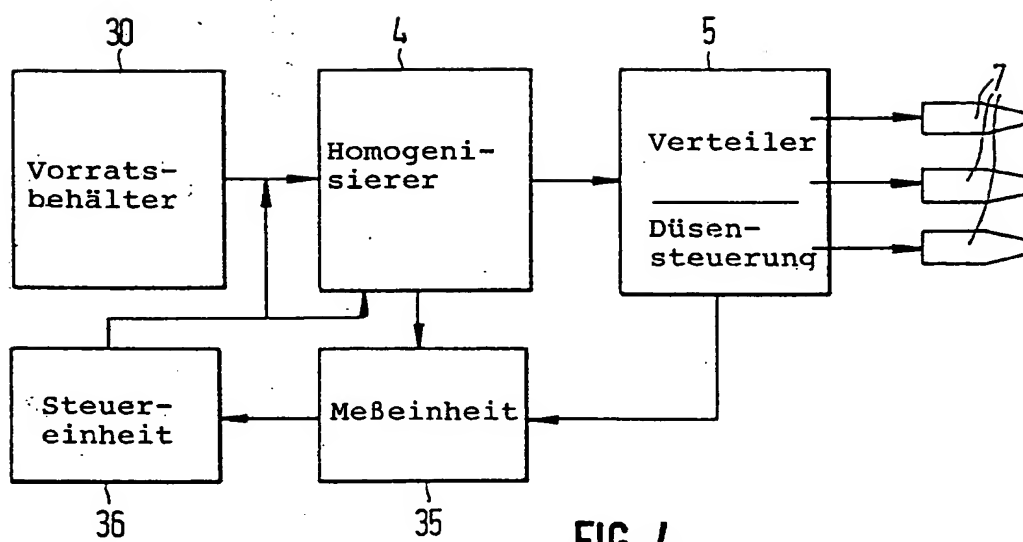 30
4
5
7
Vorrats-
behälter
Homogeni-
sierer
Verteiler
Düsen-
steuerung
Steuer-
einheit
Meßeinheit
36
35
FIG. 4